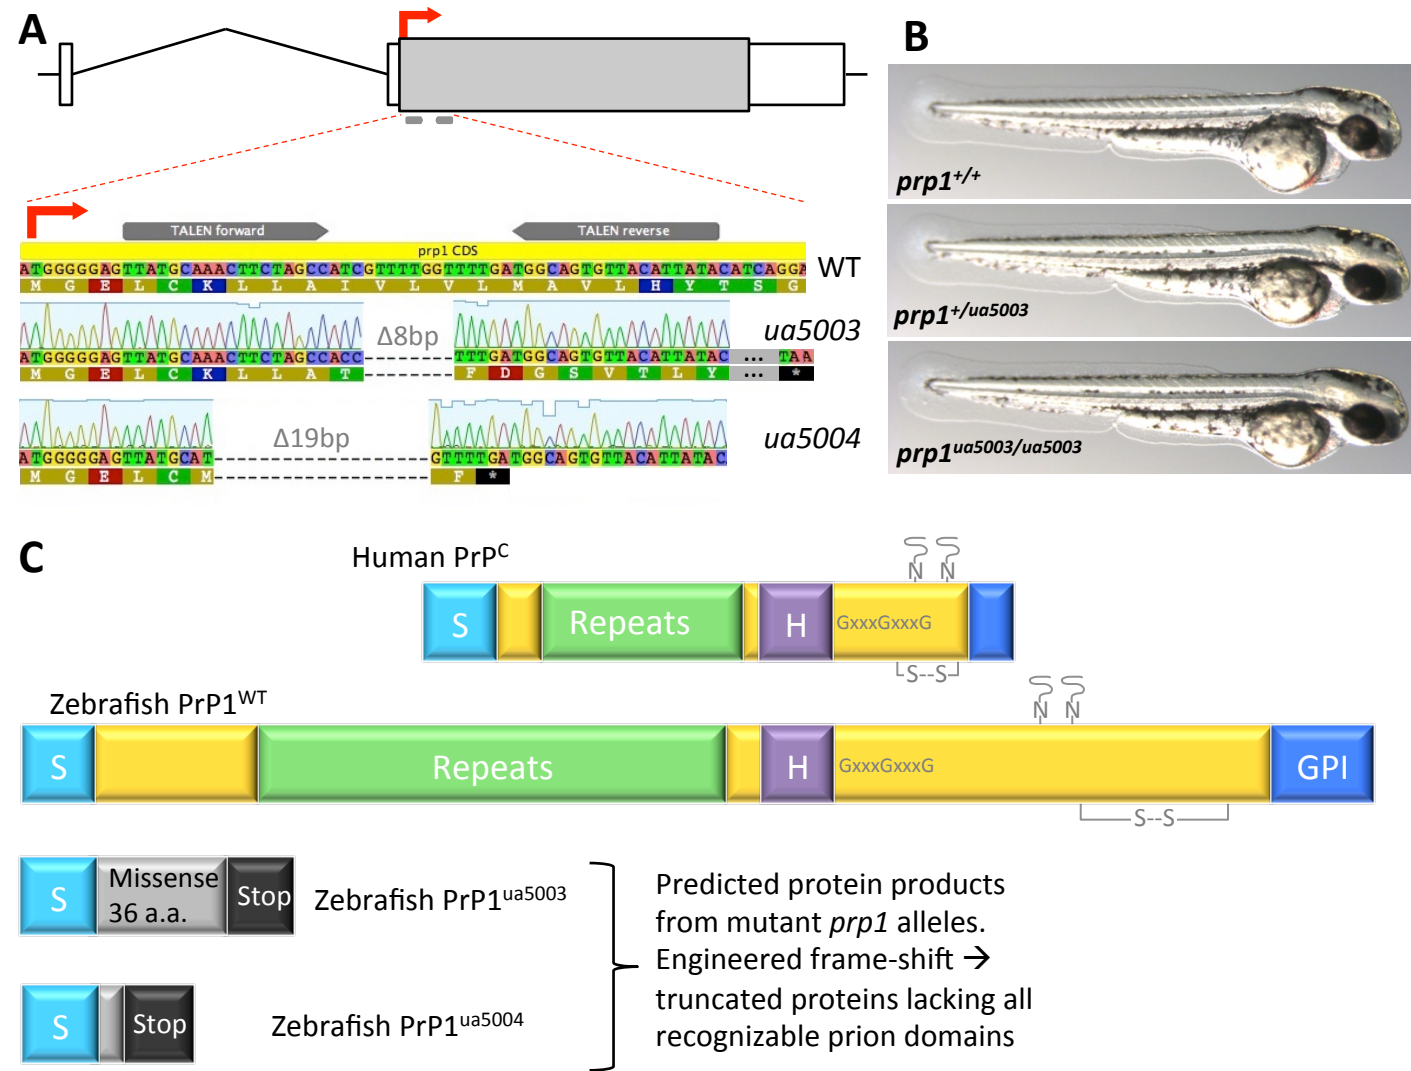 A
B
TALEN forward
TALEN reverse
prp1 CDS
ATGGGGGAGTTATGCAAACTTCTAGCCATCGTTTTGGTTTTGATGGCAGTGTTACATTATACATCAGGA WT
M G E L C K L L A I V L V L M A V L H Y T S G
Δ8bp
ua5003
ATGGGGGAGTTATGCAAACTTCTAGCCACC TTTGATGGCAGTGTTACATTATAC ... TAA
M G E L C K L L A T F D G S V T L Y ... *
Δ19bp
ua5004
ATGGGGGAGTTATGCAT GTTTTGATGGCAGTGTTACATTATAC
M G E L C M F *
prp1+/+
prp1+/ua5003
prp1ua5003/ua5003
C
Human PrPC
N N
S Repeats H GxxxGxxxG
S--S
Zebrafish PrP1WT
N N
S Repeats H GxxxGxxxG GPI
S--S
S Missense 36 a.a. Stop Zebrafish PrP1ua5003
S Stop Zebrafish PrP1ua5004
Predicted protein products
from mutant prp1 alleles.
Engineered frame-shift →
truncated proteins lacking all
recognizable prion domains